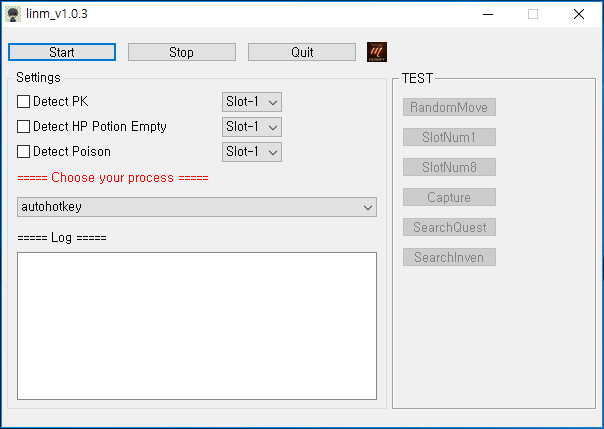 linm_v1.0.3
Start Stop Quit
Settings
Detect PK Slot-1
Detect HP Potion Empty Slot-1
Detect Poison Slot-1
===== Choose your process =====
autohotkey
===== Log =====
TEST
RandomMove
SlotNum1
SlotNum8
Capture
SearchQuest
SearchInven